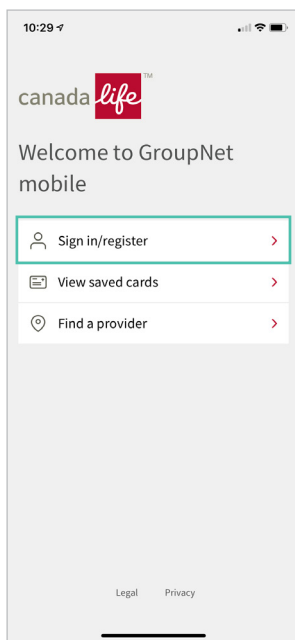 10:29
canada life TM
Welcome to GroupNet
mobile
Sign in/register
View saved cards
Find a provider
Legal Privacy